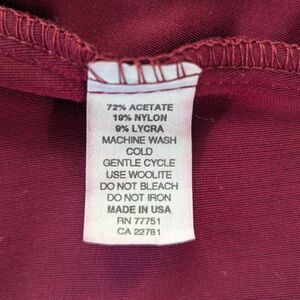 72% ACETATE
19% NYLON
9% LYCRA
MACHINE WASH
COLD
GENTLE CYCLE
USE WOOLITE
DO NOT BLEACH
DO NOT IRON
MADE IN USA
RN 77751
CA 22781